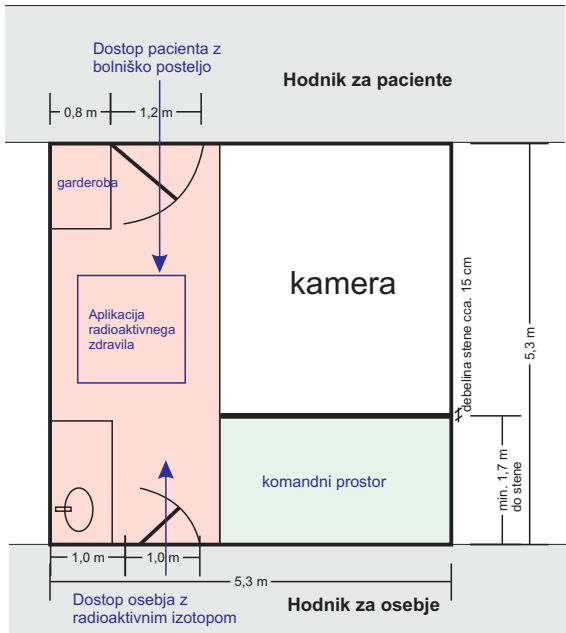 Dostop pacienta z
bolniško posteljo
Hodnik za paciente
0,8 m
1,2 m
garderoba
kamera
Aplikacija
radioaktivnega
zdravila
debelina stene cca. 15 cm
5,3 m
komandni prostor
min. 1,7 m
do stene
1,0 m
1,0 m
5,3 m
Dostop osebja z
radioaktivnim izotopom
Hodnik za osebje